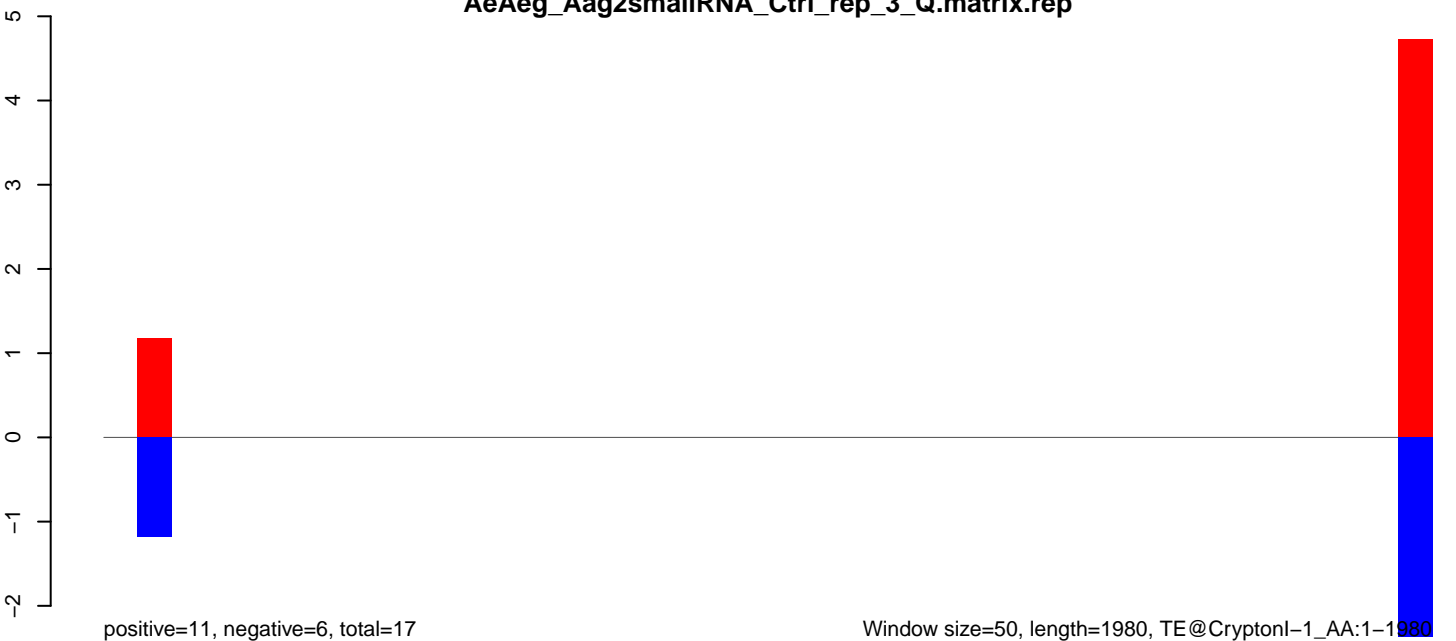 AeAeg_Aag2smallRNA_Ctrl_rep_3_Q.matrix.rep
5
4
3
2
1
0
−1
−2
positive=11, negative=6, total=17
Window size=50, length=1980, TE@CryptonI−1_AA:1−1980